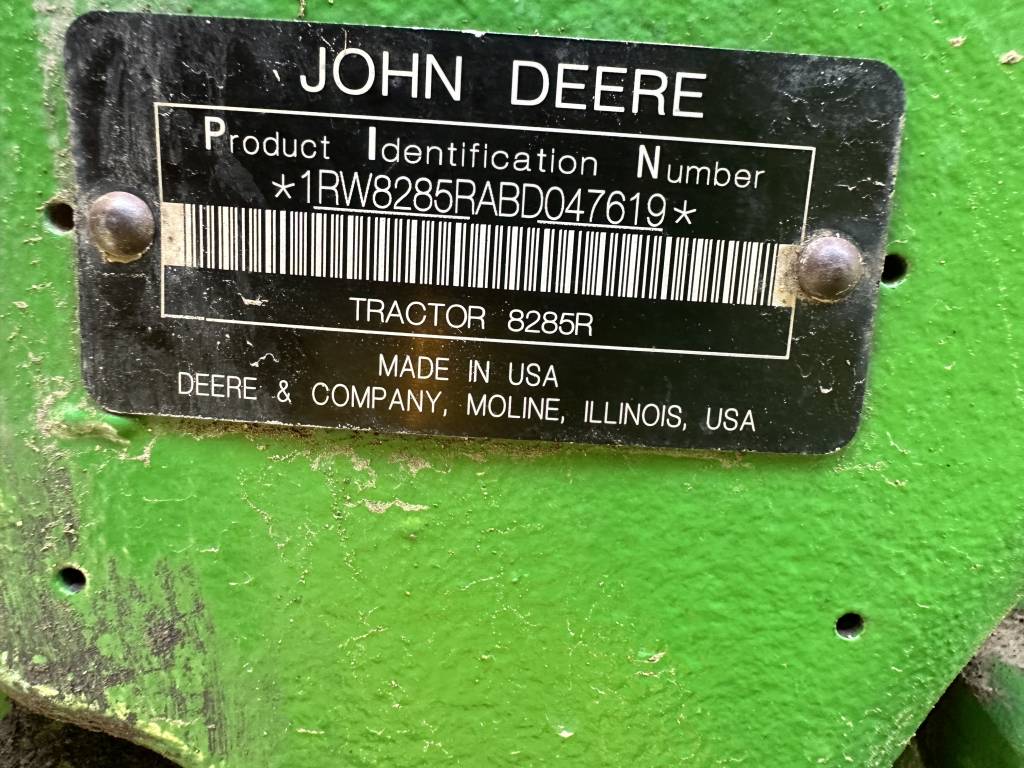 JOHN DEERE
Product Identification Number
*1RW8285RABD047619*
TRACTOR 8285R
MADE IN USA
DEERE & COMPANY, MOLINE, ILLINOIS, USA